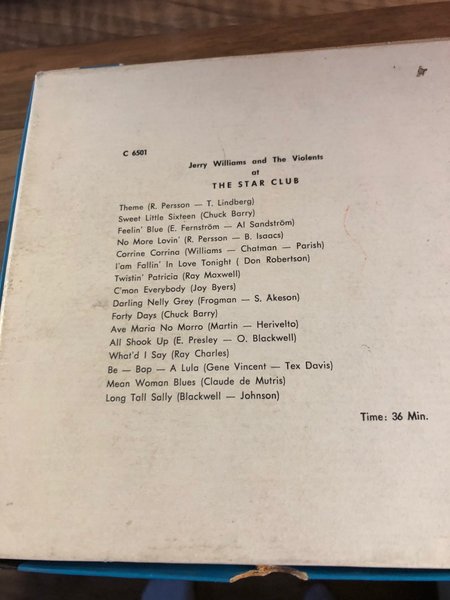 C 6501
Jerry Williams and The Violents
at
THE STAR CLUB
Theme (R. Persson — T. Lindberg)
Sweet Little Sixteen (Chuck Barry)
Feelin' Blue (E. Fernström — Al Sandström)
No More Lovin' (R. Persson — B. Isaacs)
Corrine Corrina (Williams — Chatman — Parish)
I'am Fallin' In Love Tonight ( Don Robertson)
Twistin' Patricia (Ray Maxwell)
C'mon Everybody (Joy Byers)
Darling Nelly Grey (Frogman — S. Åkeson)
Forty Days (Chuck Barry)
Ave Maria No Morro (Martin — Herivelto)
All Shook Up (E. Presley — O. Blackwell)
What'd I Say (Ray Charles)
Be — Bop — A Lula (Gene Vincent — Tex Davis)
Mean Woman Blues (Claude de Mutris)
Long Tall Sally (Blackwell — Johnson)
Time: 36 Min.